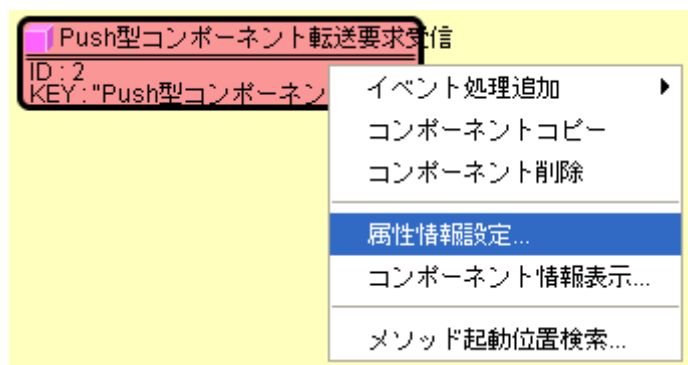 Push型コンポーネント転送要求受信
ID : 2
KEY : "Push型コンポーネン
イベント処理追加
コンポーネントコピー
コンポーネント削除
属性情報設定...
コンポーネント情報表示...
メソッド起動位置検索...